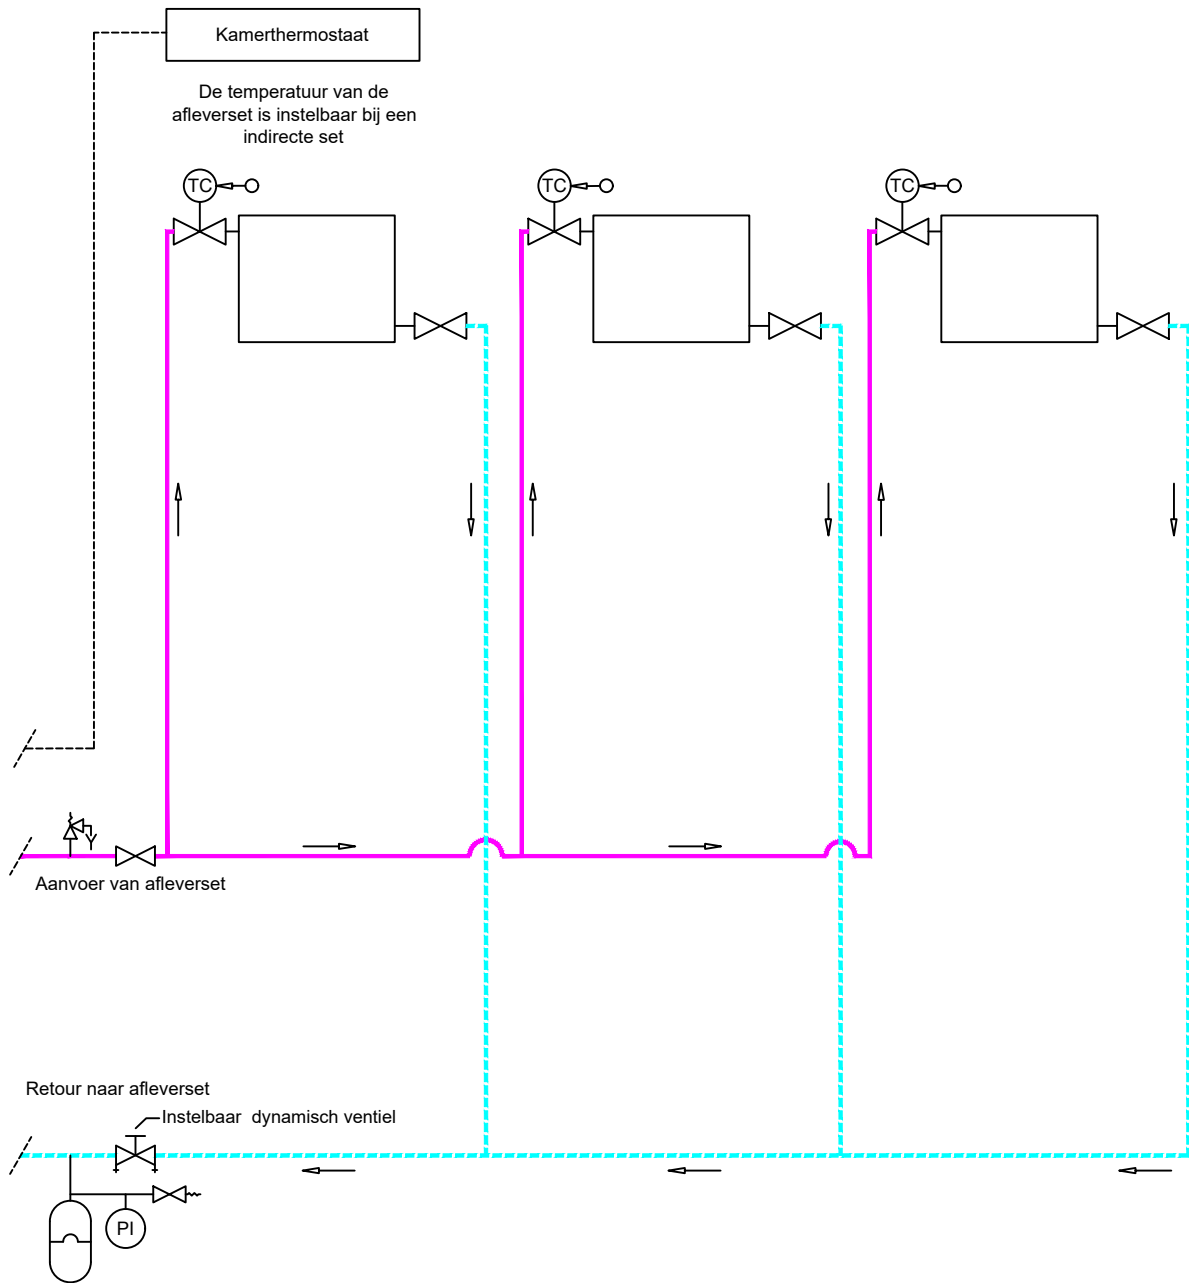 Kamerthermostaat
De temperatuur van de
afleverset is instelbaar bij een
indirecte set
TC
TC
TC
Aanvoer van afleverset
Retour naar afleverset
Instelbaar  dynamisch ventiel
PI